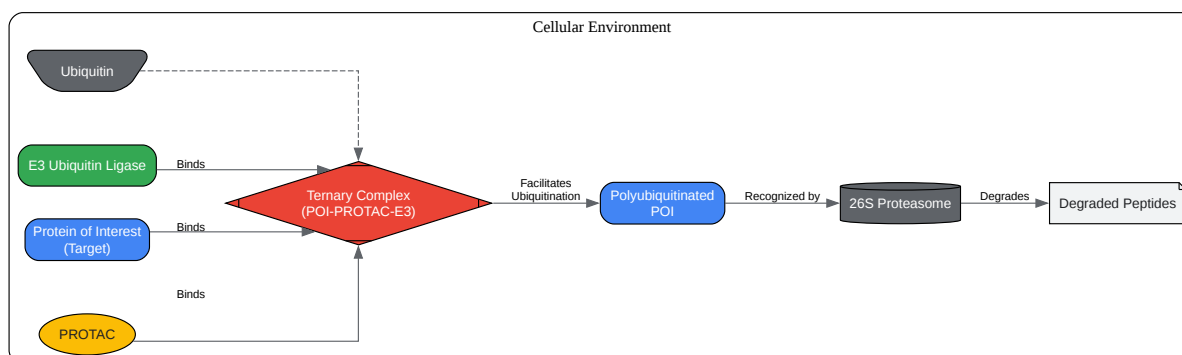 Cellular Environment
Ubiquitin
E3 Ubiquitin Ligase
Binds
Protein of Interest
(Target)
Binds
Binds
PROTAC
Ternary Complex
(POI-PROTAC-E3)
Facilitates
Ubiquitination
Polyubiquitinated
POI
Recognized by
26S Proteasome
Degrades
Degraded Peptides